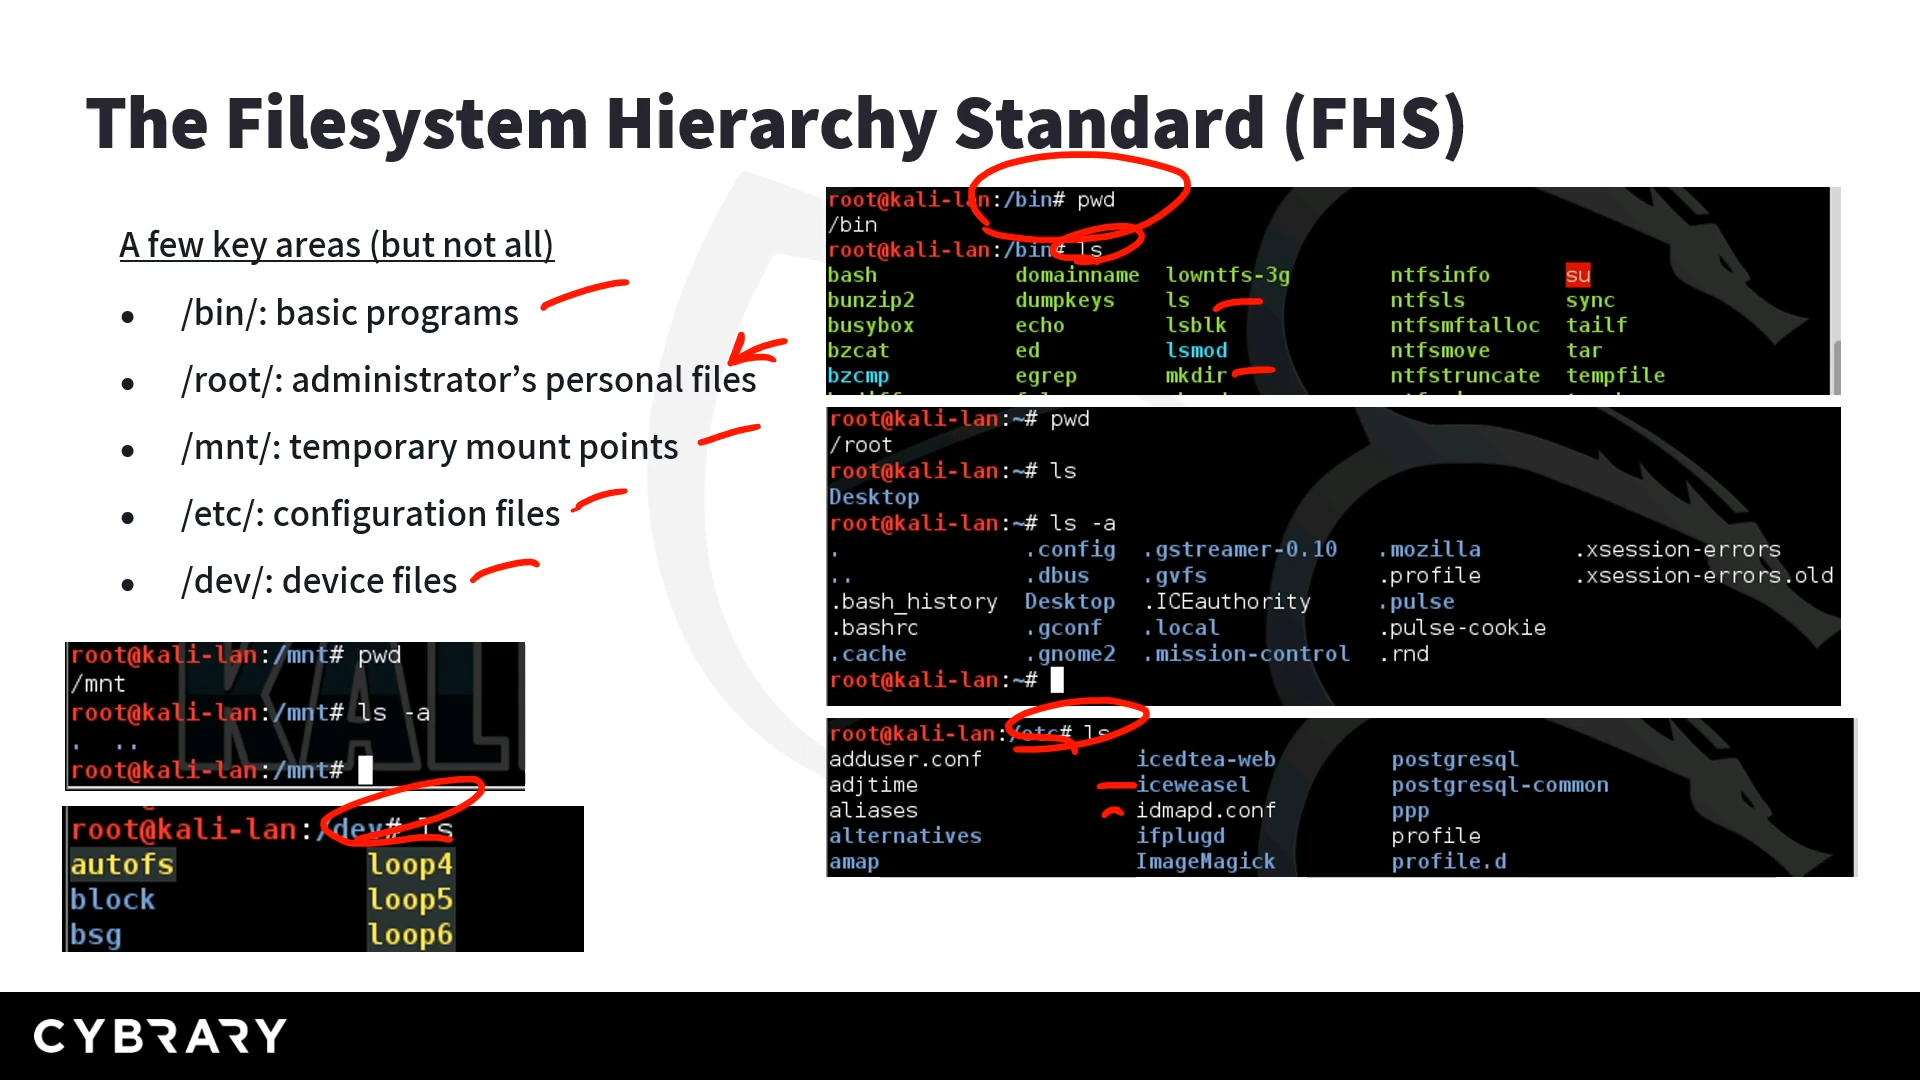 The Filesystem Hierarchy Standard (FHS)
A few key areas (but not all)
• /bin/: basic programs
• /root/: administrator’s personal files
• /mnt/: temporary mount points
• /etc/: configuration files
• /dev/: device files
root@kali-lan:/mnt# pwd
/mnt
root@kali-lan:/mnt# ls -a
. ..
root@kali-lan:/mnt#
root@kali-lan:/dev# ls
autofs loop4
block loop5
bsg loop6
root@kali-lan:/bin# pwd
/bin
root@kali-lan:/bin# ls
bash domainname lowntfs-3g ntfsinfo su
bunzip2 dumpkeys ls ntfsls sync
busybox echo lsblk ntfsmftalloc tailf
bzcat ed lsmod ntfsmove tar
bzcmp egrep mkdir ntfstruncate tempfile
root@kali-lan:~# pwd
/root
root@kali-lan:~# ls
Desktop
root@kali-lan:~# ls -a
. .config .gstreamer-0.10 .mozilla .xsession-errors
.. .dbus .gvfs .profile .xsession-errors.old
.bash_history Desktop .ICEauthority .pulse
.bashrc .gconf .local .pulse-cookie
.cache .gnome2 .mission-control .rnd
root@kali-lan:~#
root@kali-lan:/etc# ls
adduser.conf icedtea-web postgresql
adjtime iceweasel postgresql-common
aliases idmapd.conf ppp
alternatives ifplugd profile
amap ImageMagick profile.d
CYBRARY